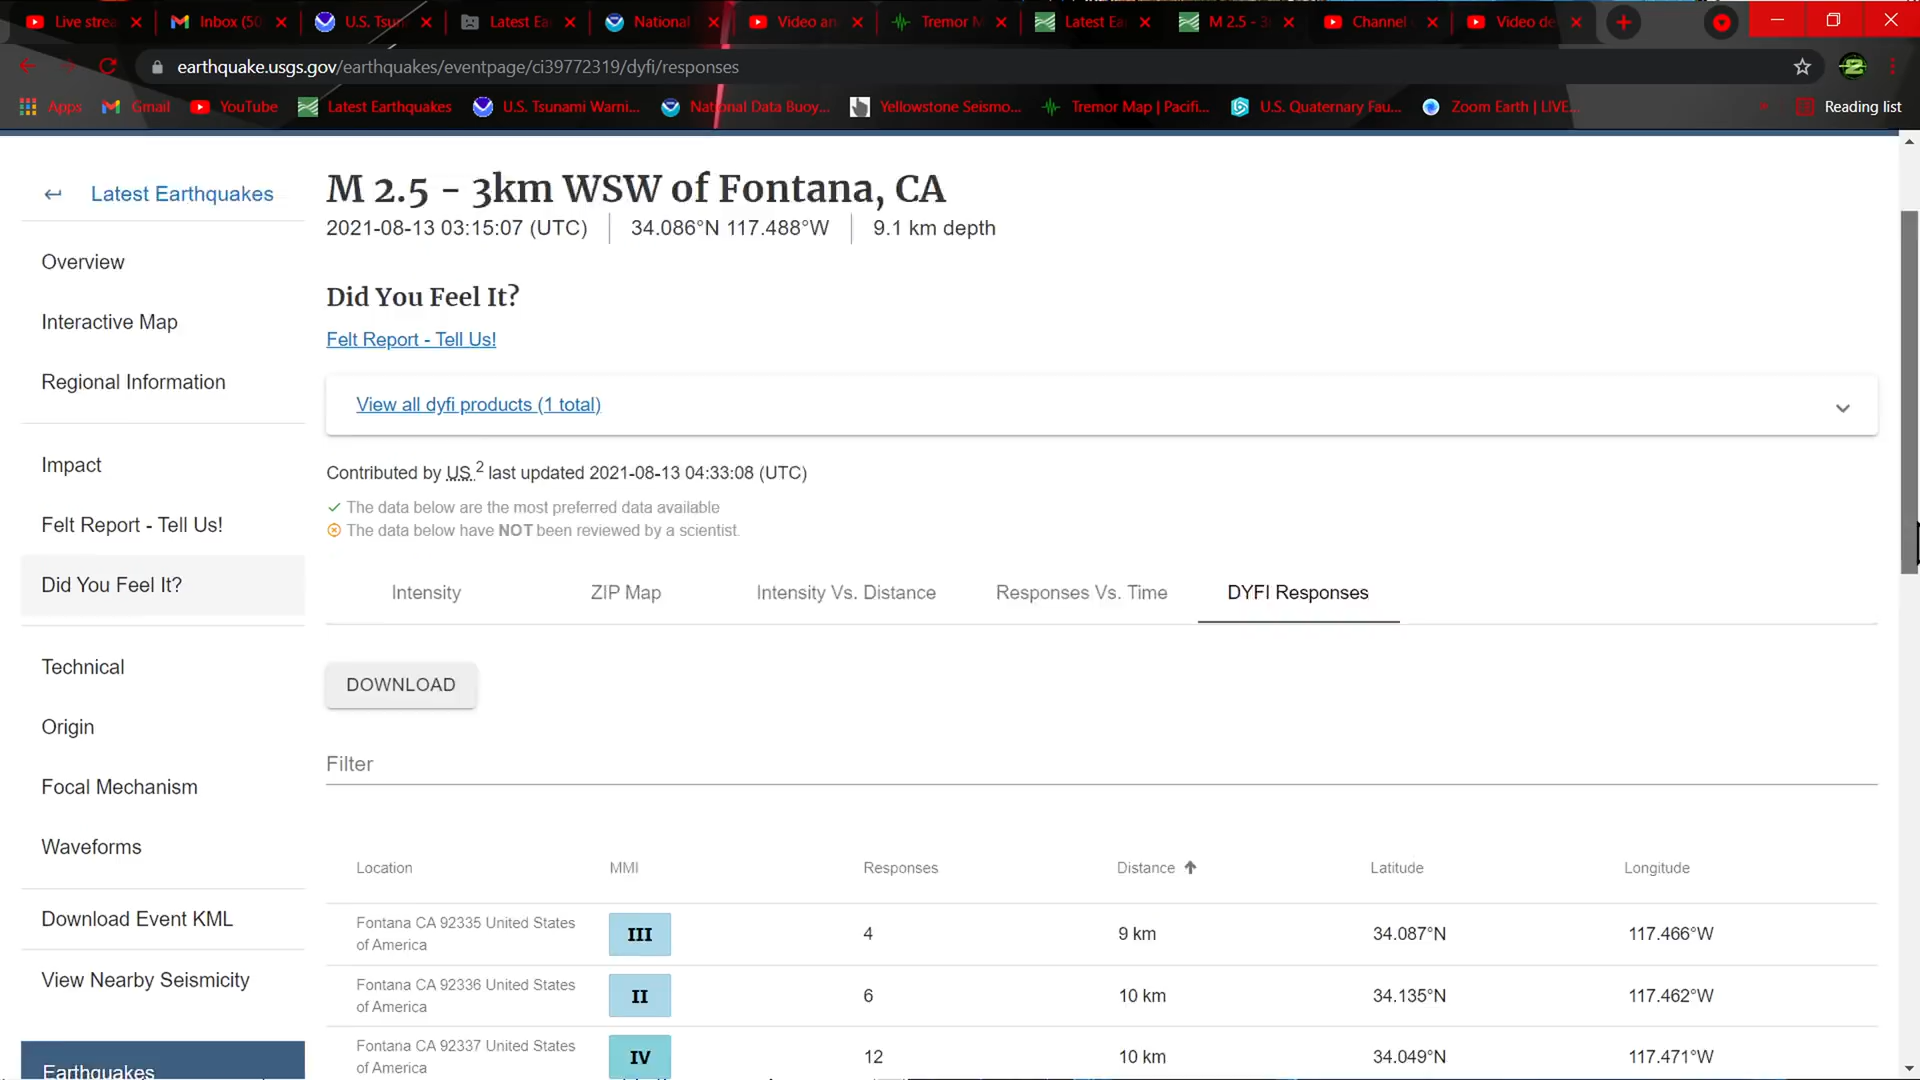 Live strea
Inbox (50
U.S. Tsun
Latest Ea
National
Video an
Tremor M
Latest Ea
M 2.5 - 3
Channel
Video de
earthquake.usgs.gov/earthquakes/eventpage/ci39772319/dyfi/responses
Apps
Gmail
YouTube
Latest Earthquakes
U.S. Tsunami Warni...
National Data Buoy...
Yellowstone Seismo...
Tremor Map | Pacifi...
U.S. Quaternary Fau...
Zoom Earth | LIVE...
Reading list
Latest Earthquakes
Overview
Interactive Map
Regional Information
Impact
Felt Report - Tell Us!
Did You Feel It?
Technical
Origin
Focal Mechanism
Waveforms
Download Event KML
View Nearby Seismicity
Earthquakes
M 2.5 - 3km WSW of Fontana, CA
2021-08-13 03:15:07 (UTC) 34.086°N 117.488°W 9.1 km depth
Did You Feel It?
Felt Report - Tell Us!
View all dyfi products (1 total)
Contributed by US 2 last updated 2021-08-13 04:33:08 (UTC)
The data below are the most preferred data available
The data below have NOT been reviewed by a scientist.
Intensity ZIP Map Intensity Vs. Distance Responses Vs. Time DYFI Responses
DOWNLOAD
Filter
Location MMI Responses Distance Latitude Longitude
Fontana CA 92335 United States
of America
III 4 9 km 34.087°N 117.466°W
Fontana CA 92336 United States
of America
II 6 10 km 34.135°N 117.462°W
Fontana CA 92337 United States
of America
IV 12 10 km 34.049°N 117.471°W